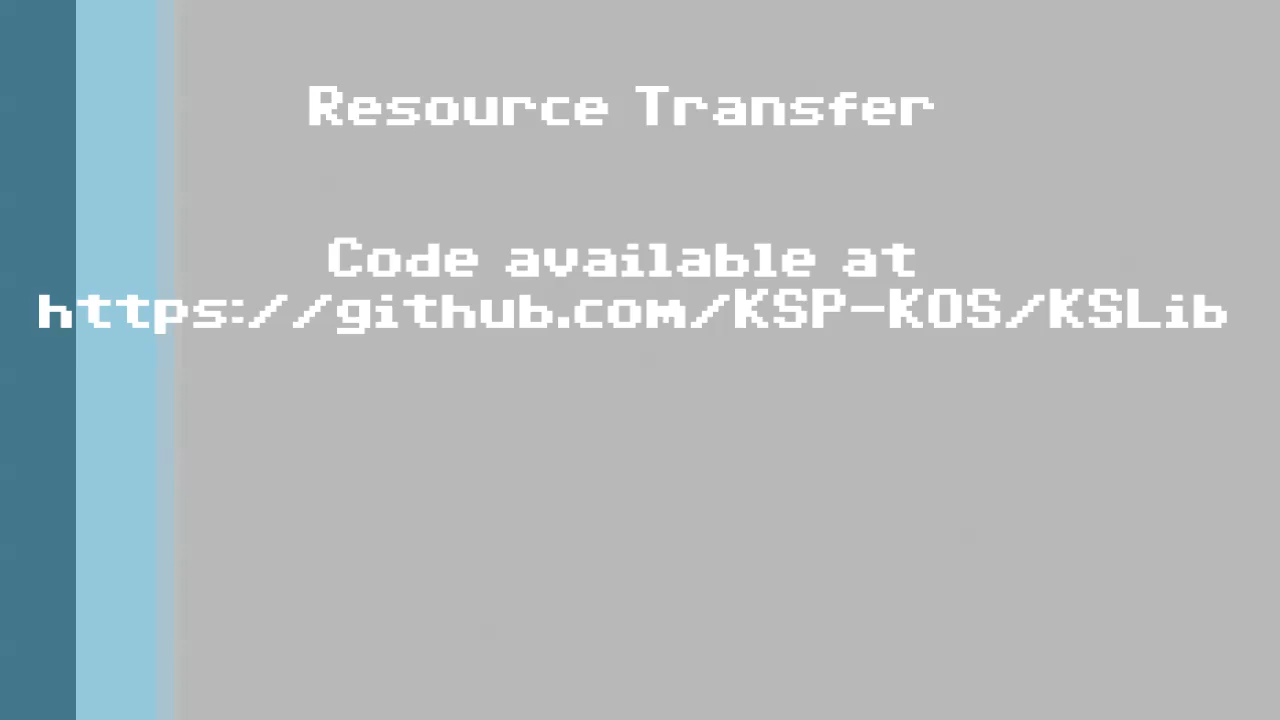 Resource Transfer
Code available at
https://github.com/KSP-KOS/KSLib